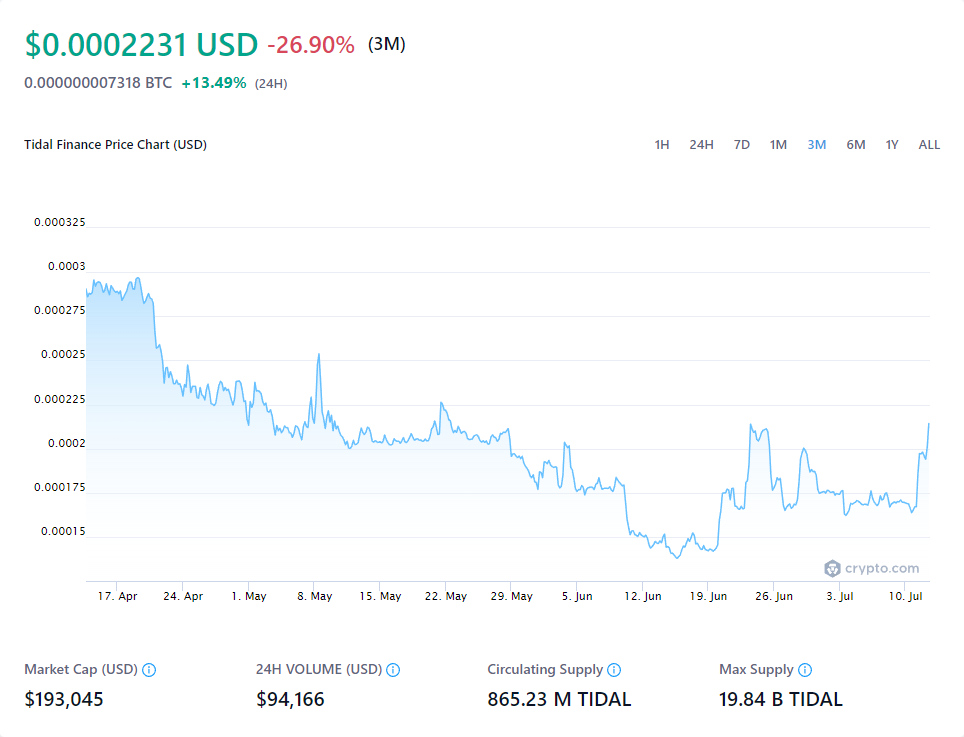 $0.0002231 USD -26.90% (3M)
0.000000007318 BTC +13.49% (24H)
Tidal Finance Price Chart (USD) 1H 24H 7D 1M 3M 6M 1Y ALL
0.000325
0.0003
0.000275
0.00025
0.000225
0.0002
0.000175
0.00015
crypto.com
17. Apr 24. Apr 1. May 8. May 15. May 22. May 29. May 5. Jun 12. Jun 19. Jun 26. Jun 3. Jul 10. Jul
Market Cap (USD) 24H VOLUME (USD) Circulating Supply Max Supply
$193,045 $94,166 865.23 M TIDAL 19.84 B TIDAL